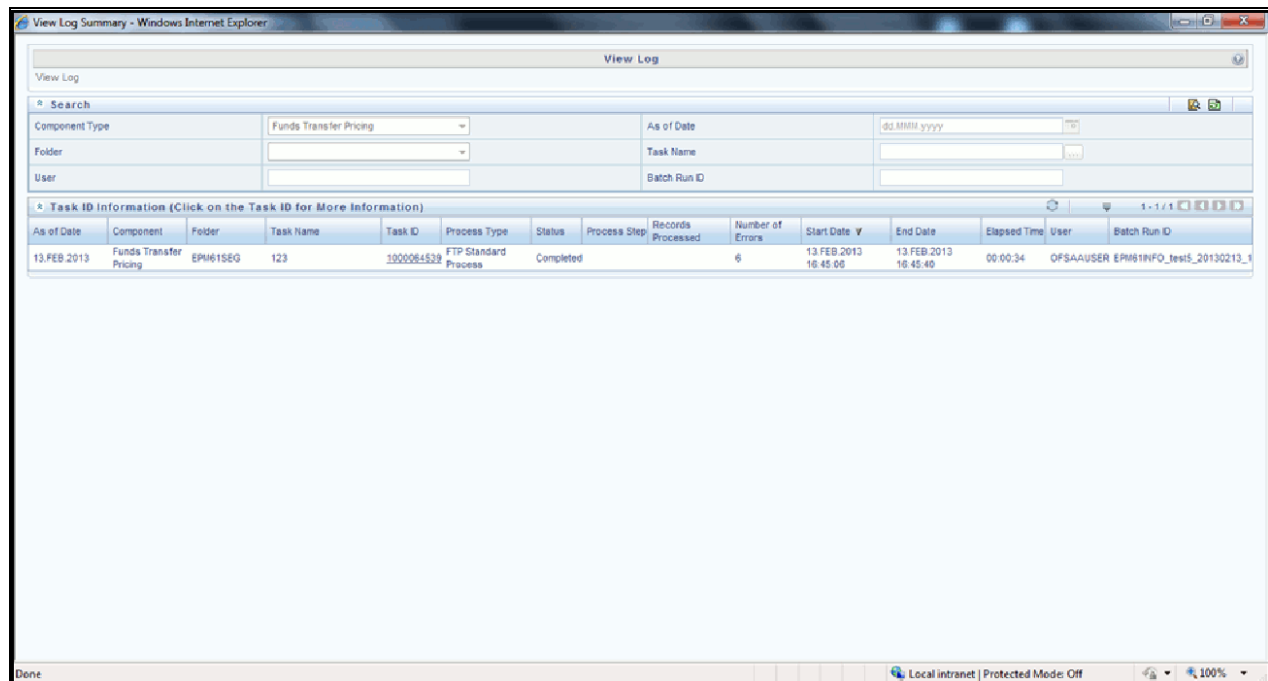 View Log Summary - Windows Internet Explorer
View Log
View Log
Search
Component Type Funds Transfer Pricing As of Date dd.MMM.yyyy
Folder Task Name ...
User Batch Run ID
Task ID Information (Click on the Task ID for More Information) 1 - 1 / 1
As of Date Component Folder Task Name Task ID Process Type Status Process Step Records Processed Number of Errors Start Date End Date Elapsed Time User Batch Run ID
13.FEB.2013 Funds Transfer Pricing EPM61SEG 123 1000064539 FTP Standard Process Completed 6 13.FEB.2013 16:45:06 13.FEB.2013 16:45:40 00:00:34 OFSAAUSER EPM61INFO_test5_20130213_1
Done Local intranet | Protected Mode: Off 100%